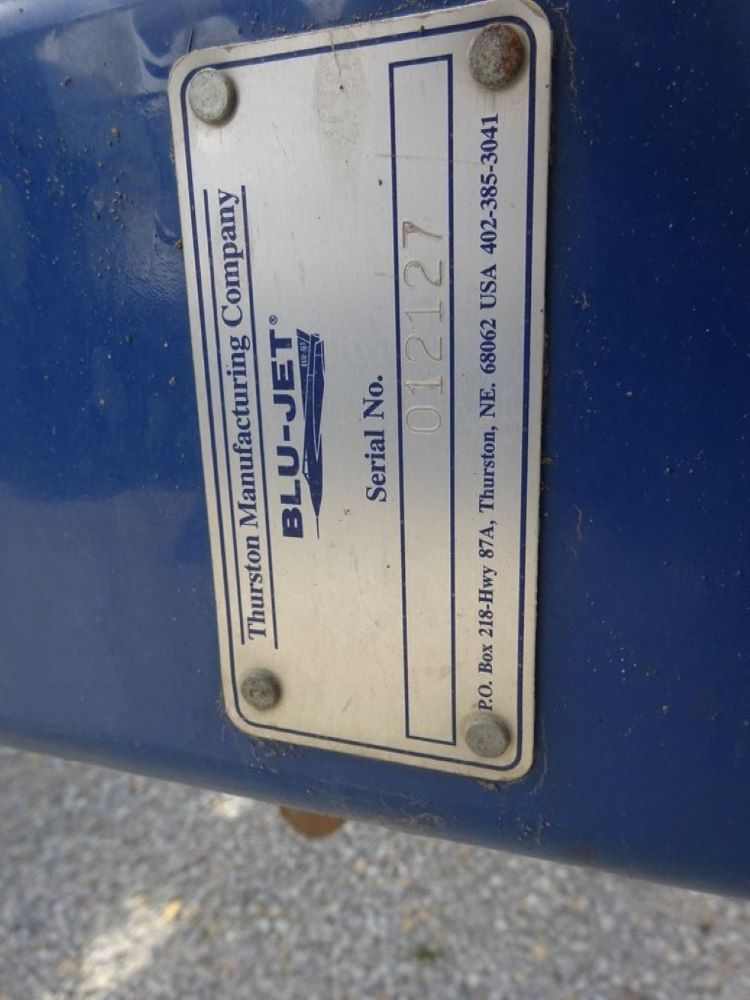 Thurston Manufacturing Company
BLU-JET®
Serial No.
012127
P.O. Box 218-Hwy 87A, Thurston, NE. 68062 USA 402-385-3041